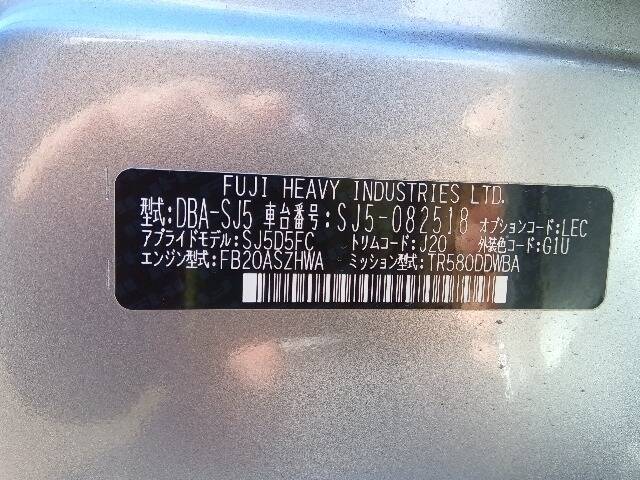 FUJI HEAVY INDUSTRIES LTD.
型式:DBA-SJ5 車台番号:SJ5-082518 オプションコード:LEC
アプライドモデル:SJ5D5FC トリムコード:J20 外装色コード:G1U
エンジン型式:FB20ASZHWA ミッション型式:TR580DDWBA